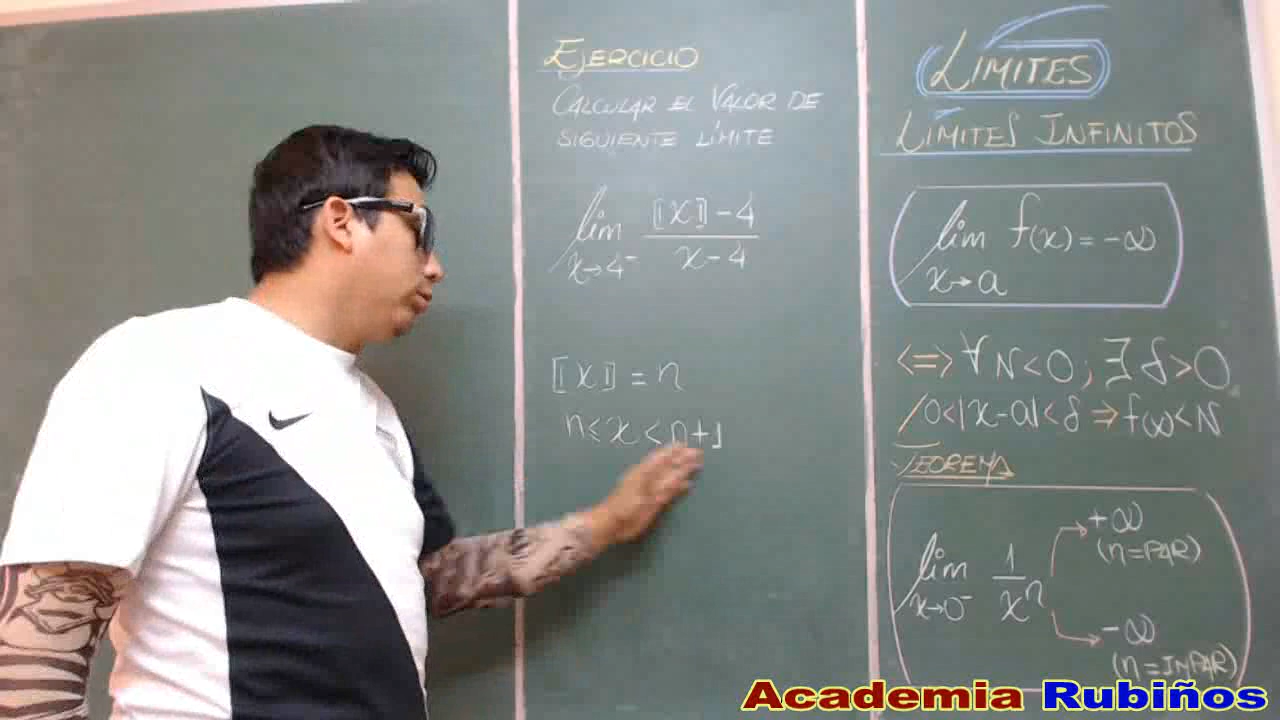 EJERCICIO
CALCULAR EL VALOR DE
SIGUIENTE LÍMITE
lim ⟦x⟧-4 / x-4
x→4⁻
⟦x⟧ = n
n ≤ x < n+1
LIMITES
LÍMITES INFINITOS
lim f(x) = -∞
x→a
<=> ∀ N<0 ; ∃ δ>0
/ 0<|x-a|<δ ⇒ f(x)<N
TEOREMA
lim 1/xⁿ
x→0⁻
+∞
(n=PAR)
-∞
(n=IMPAR)
Academia Rubiños